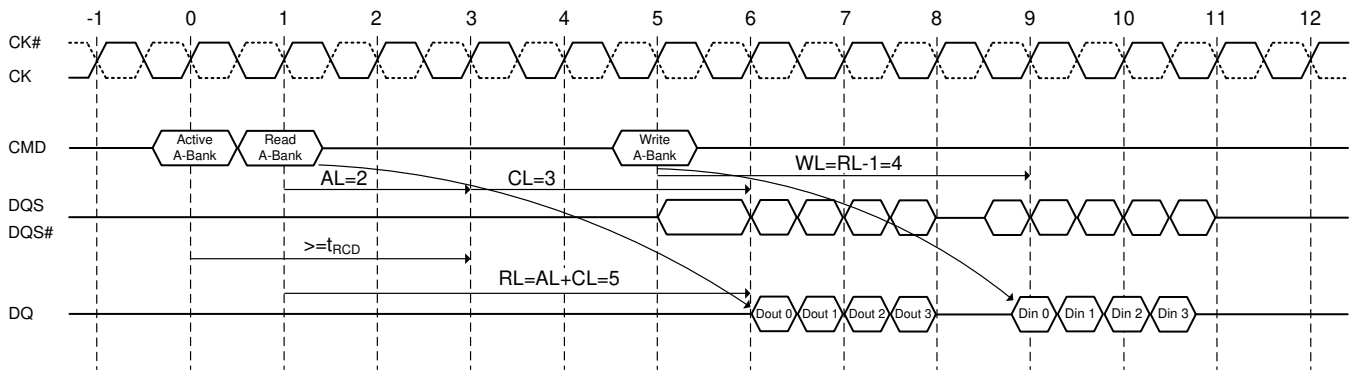 -1 0 1 2 3 4 5 6 7 8 9 10 11 12
CK#
CK
CMD
Active
A-Bank
Read
A-Bank
Write
A-Bank
WL=RL-1=4
AL=2
CL=3
DQS
DQS#
>=tRCD
RL=AL+CL=5
DQ
Dout 0 Dout 1 Dout 2 Dout 3
Din 0 Din 1 Din 2 Din 3